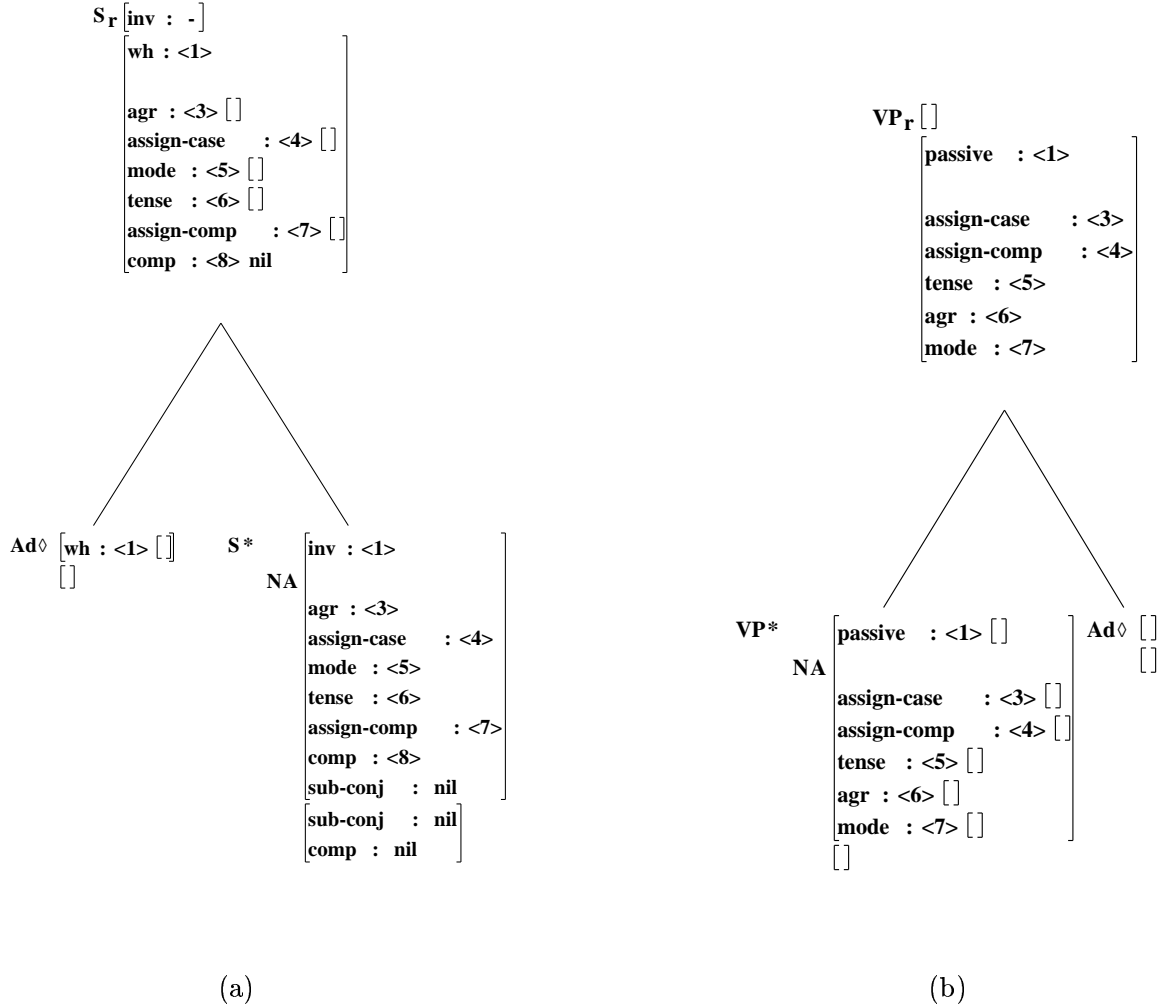 S r [inv : -]
[wh : <1>
agr : <3> []
assign-case : <4> []
mode : <5> []
tense : <6> []
assign-comp : <7> []
comp : <8> nil]
Ad◊ [wh : <1> []]
[]
S* [inv : <1>
NA
agr : <3>
assign-case : <4>
mode : <5>
tense : <6>
assign-comp : <7>
comp : <8>
sub-conj : nil]
[sub-conj : nil
comp : nil]
(a)
VP r []
[passive : <1>
assign-case : <3>
assign-comp : <4>
tense : <5>
agr : <6>
mode : <7>]
VP* [passive : <1> []
NA
assign-case : <3> []
assign-comp : <4> []
tense : <5> []
agr : <6> []
mode : <7> []]
[]
Ad◊ []
[]
(b)